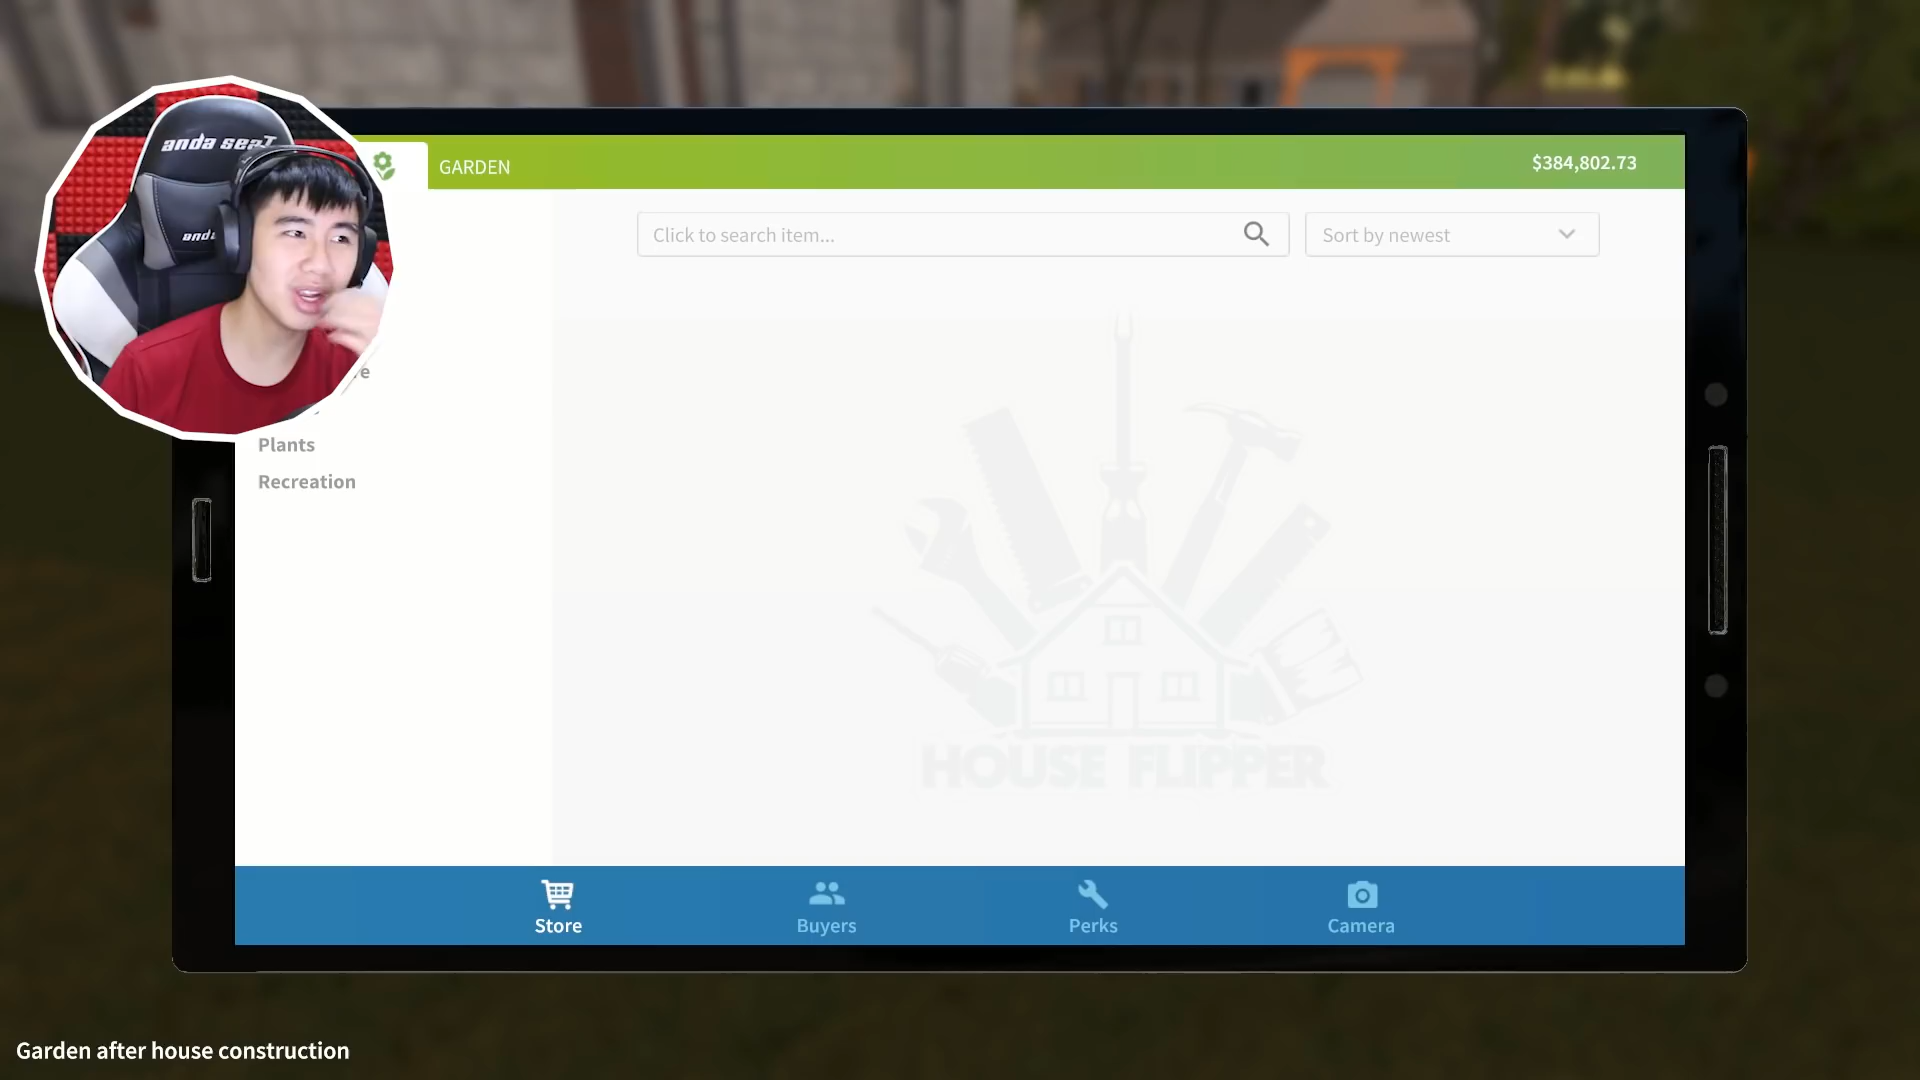 anda seaT
GARDEN
$384,802.73
Click to search item...
Sort by newest
Plants
Recreation
HOUSE FLIPPER
Store
Buyers
Perks
Camera
Garden after house construction